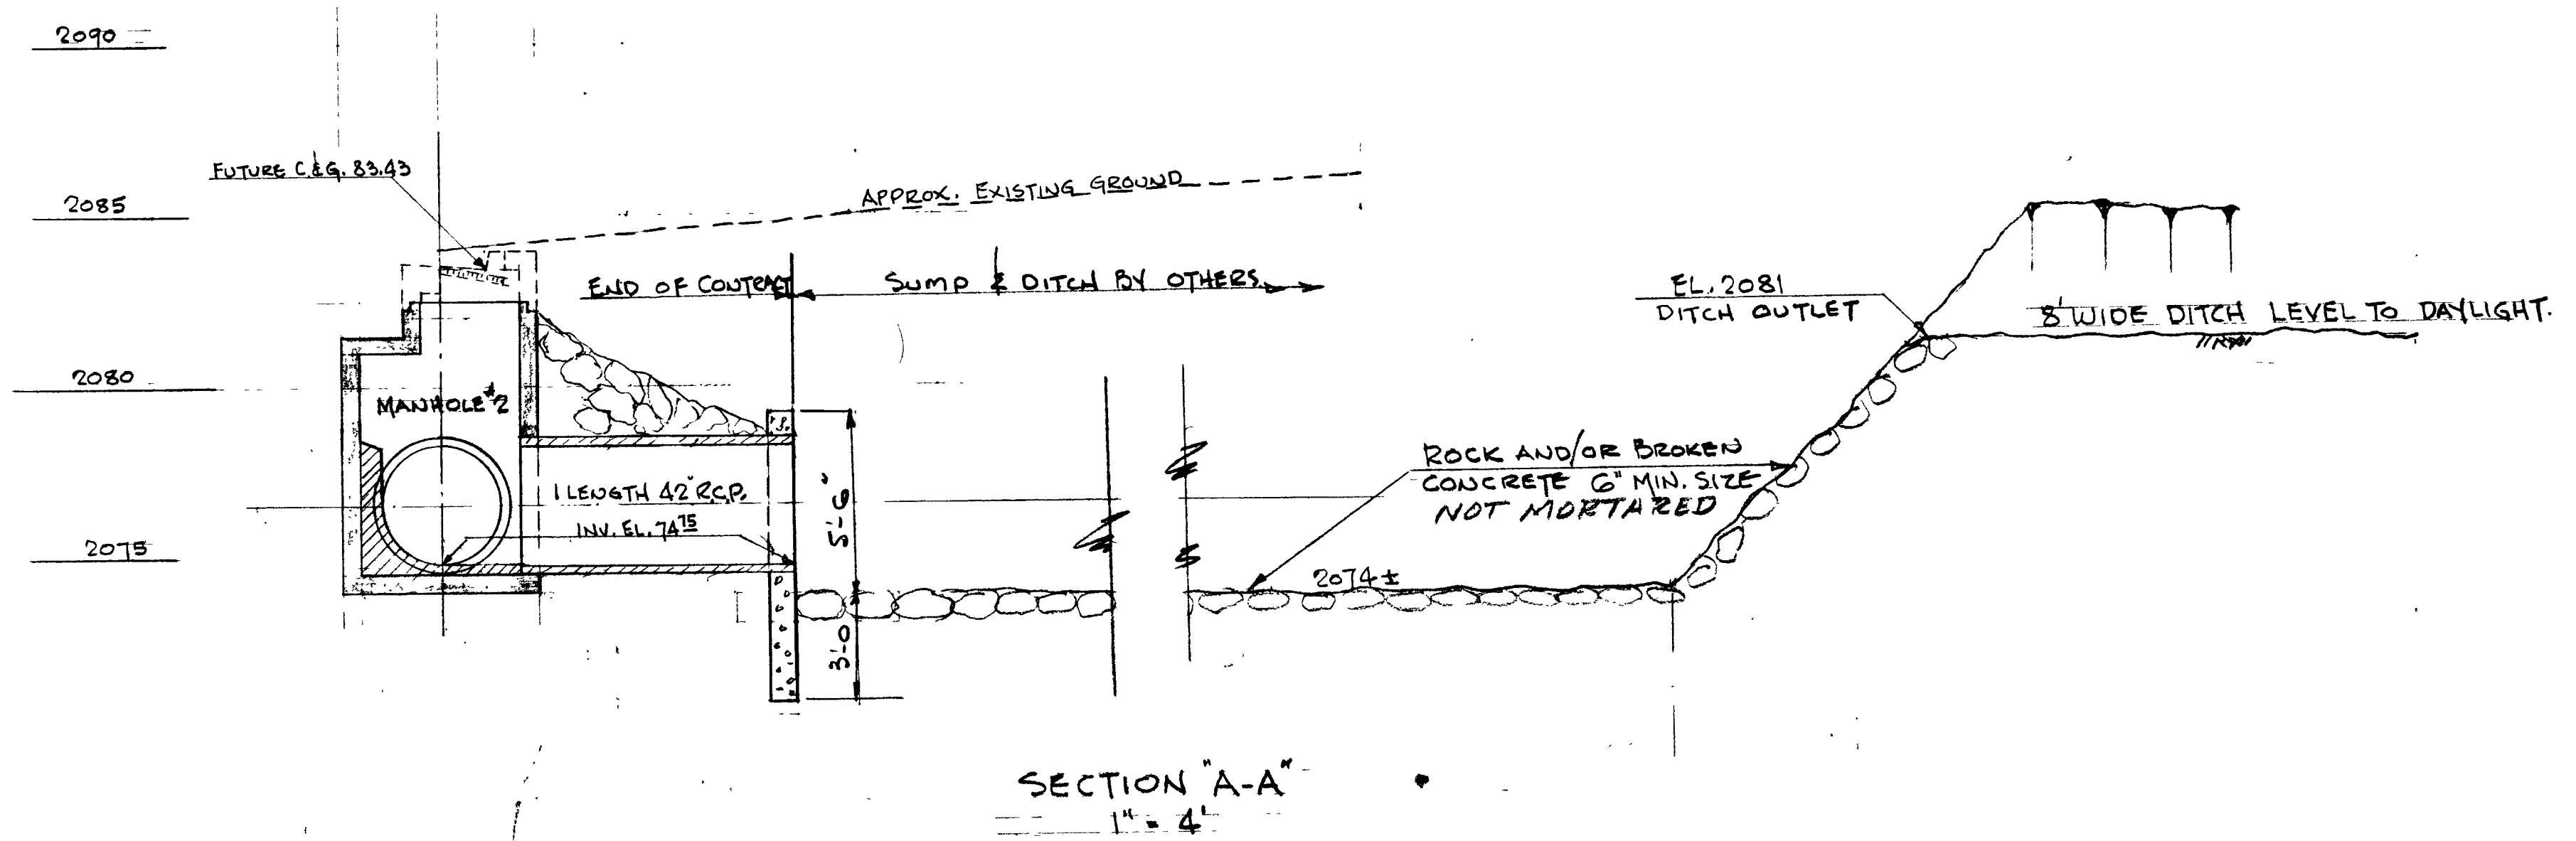 2090
FUTURE C.&G. 83.43
2085
APPROX. EXISTING GROUND
END OF CONTRACT
SUMP & DITCH BY OTHERS
EL. 2081
DITCH OUTLET
8' WIDE DITCH LEVEL TO DAYLIGHT.
2080
MANHOLE #2
1 LENGTH 42" R.C.P.
INV. EL. 74.75
5'-6"
ROCK AND/OR BROKEN
CONCRETE 6" MIN. SIZE
NOT MORTARED
2075
2074 ±
3'-0
SECTION "A-A"
1" = 4'